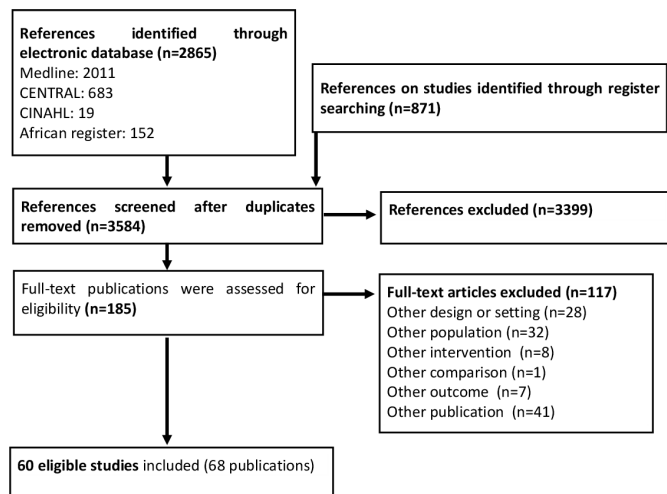 References identified through
electronic database (n=2865)
Medline: 2011
CENTRAL: 683
CINAHL: 19
African register: 152
References on studies identified through register
searching (n=871)
References screened after duplicates
removed (n=3584)
References excluded (n=3399)
Full-text publications were assessed for
eligibility (n=185)
Full-text articles excluded (n=117)
Other design or setting (n=28)
Other population (n=32)
Other intervention (n=8)
Other comparison (n=1)
Other outcome (n=7)
Other publication (n=41)
60 eligible studies included (68 publications)